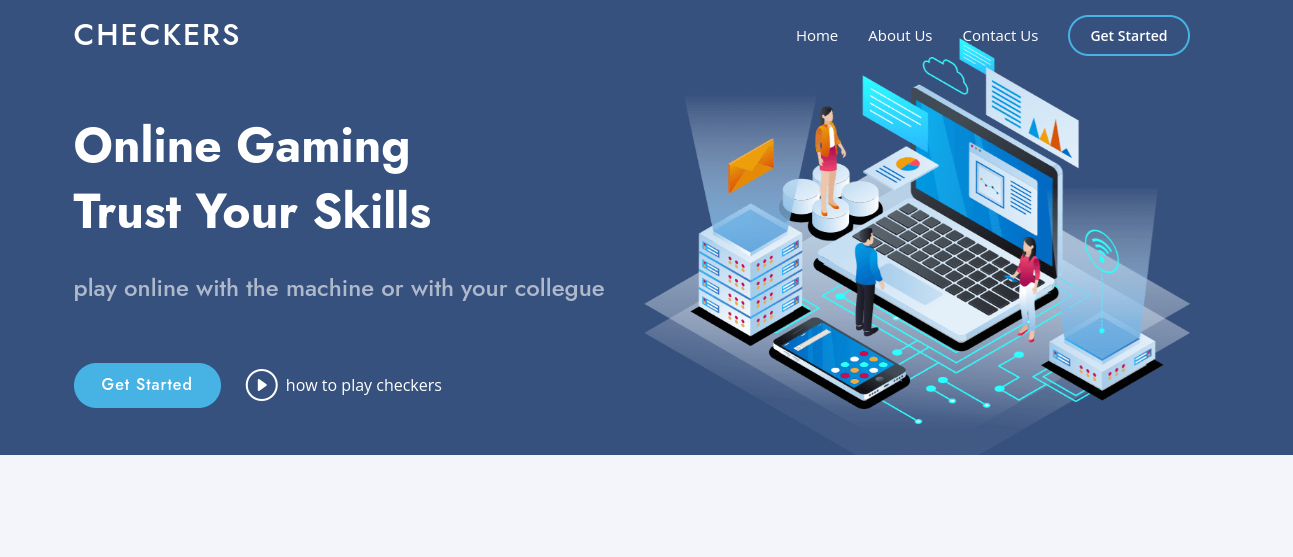 CHECKERS
Home
About Us
Contact Us
Get Started
Online Gaming
Trust Your Skills
play online with the machine or with your collegue
Get Started
how to play checkers